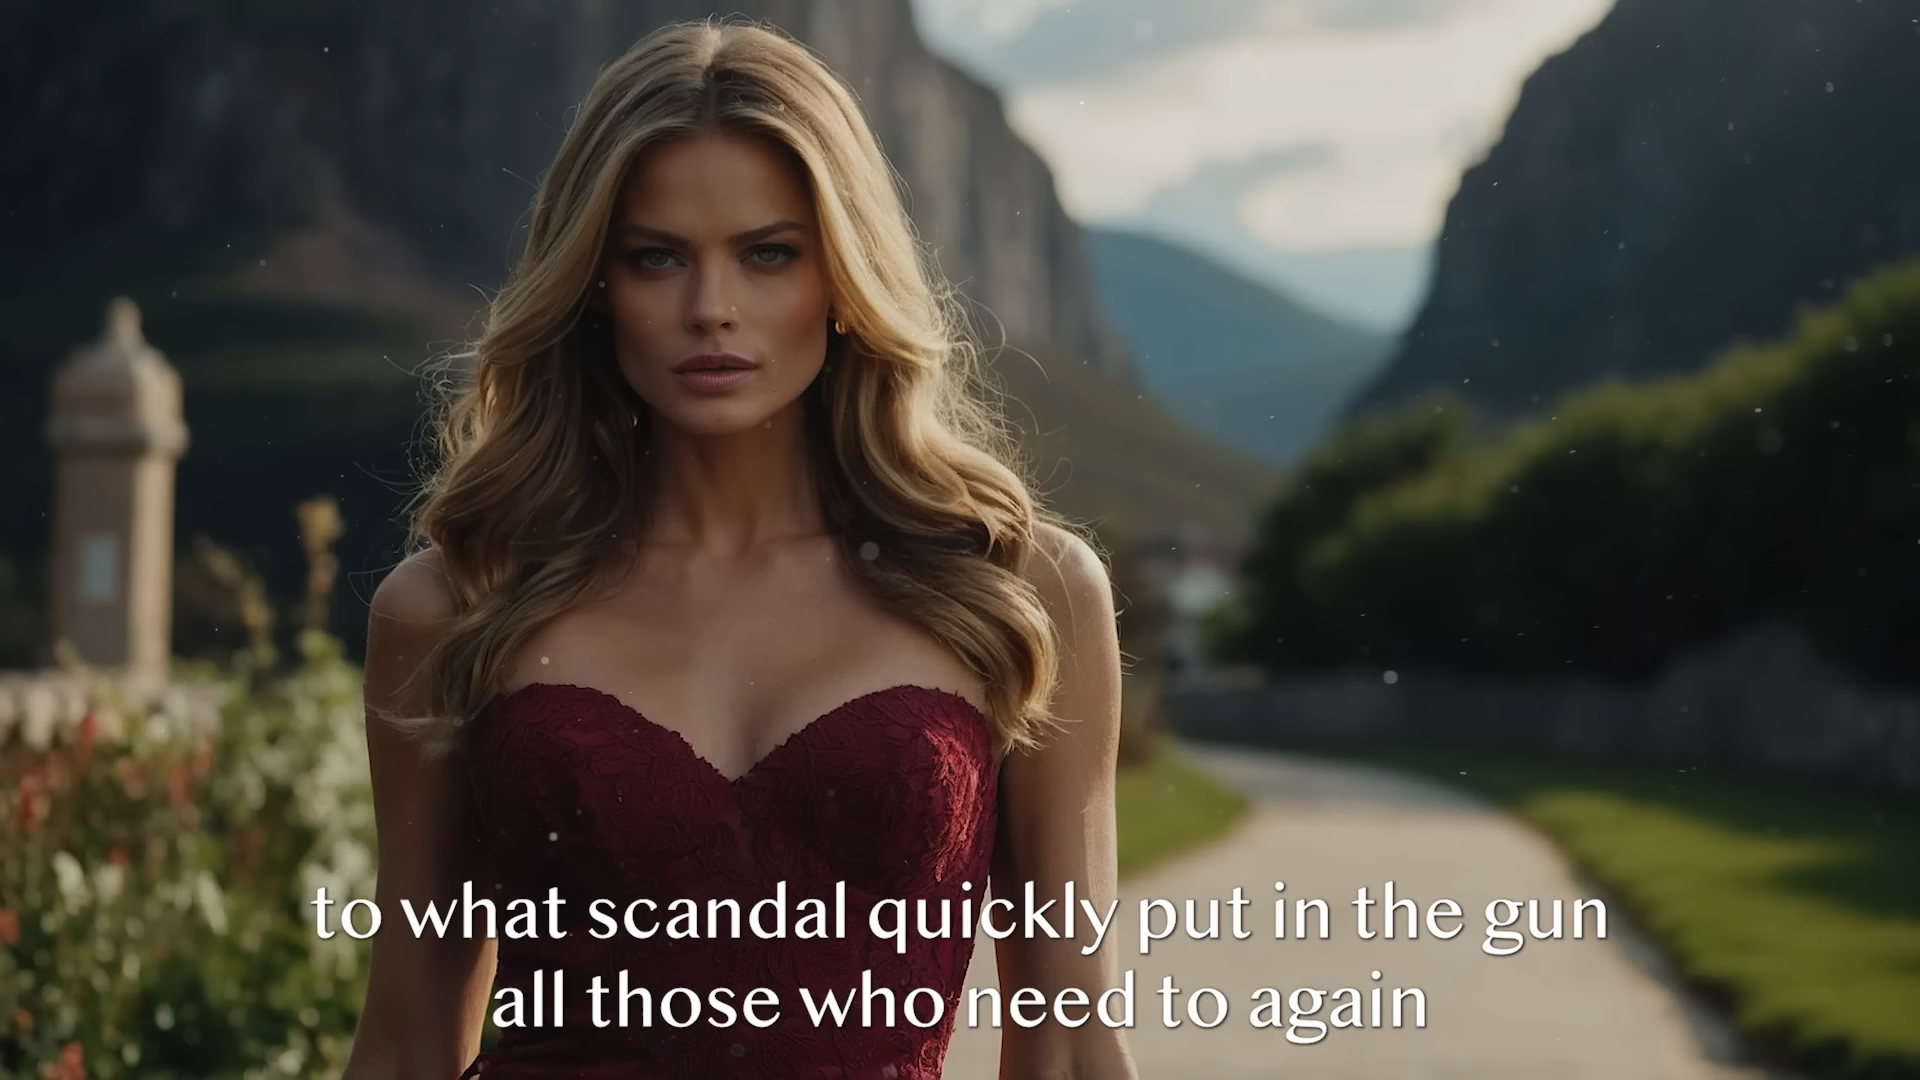 to what scandal quickly put in the gun
all those who need to again